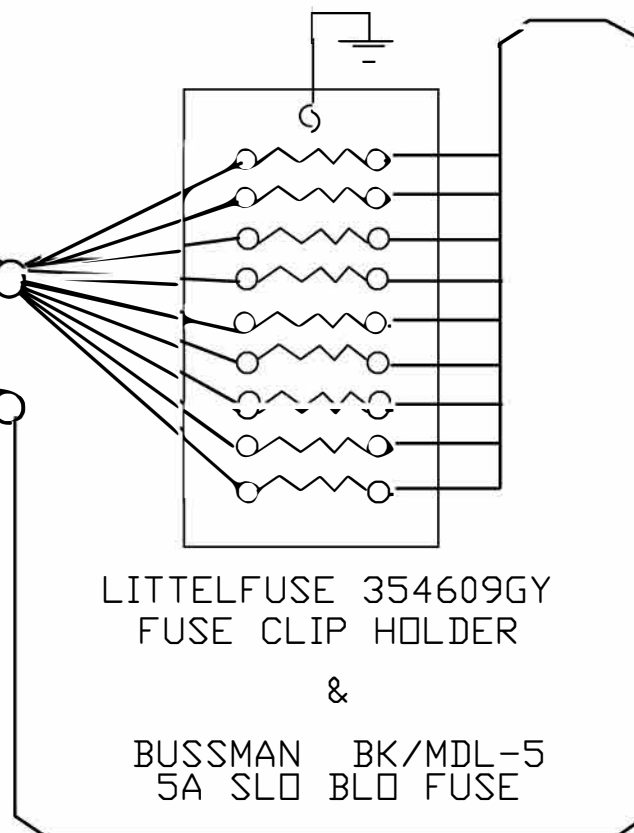 LITTELFUSE 354609GY
FUSE CLIP HOLDER
&
BUSSMAN BK/MDL-5
5A SLO BLO FUSE